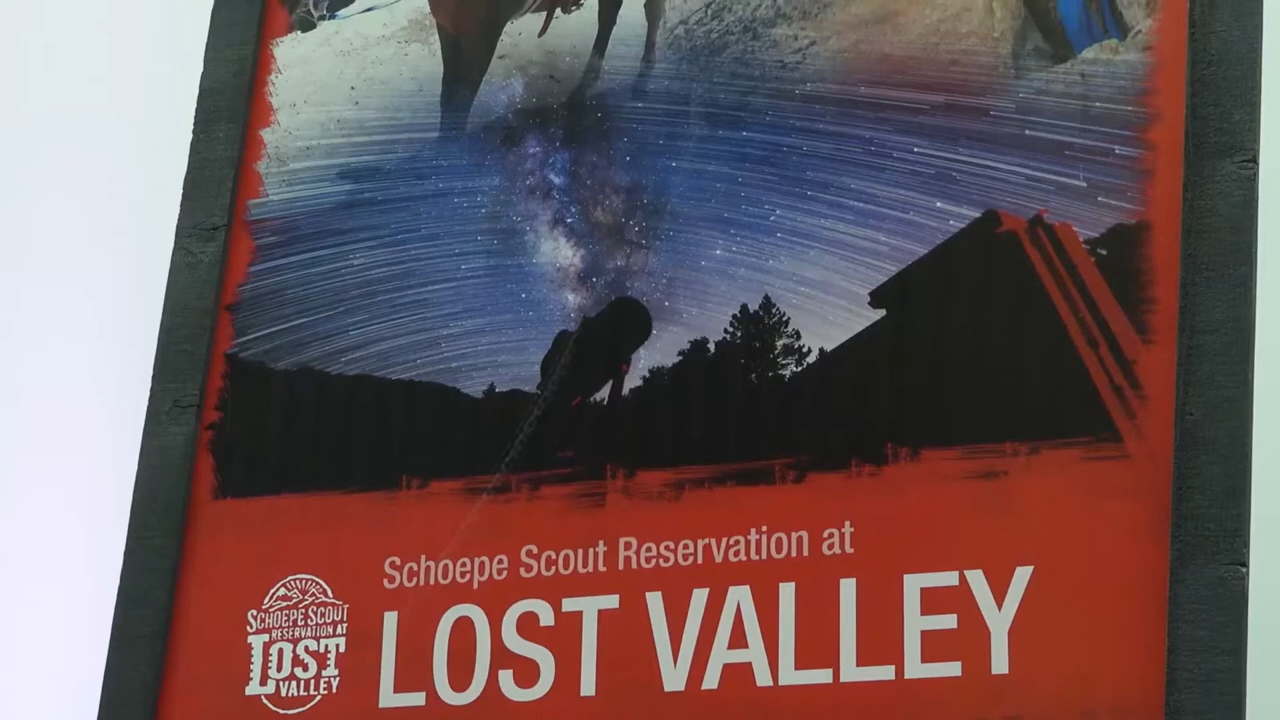 Schoepe Scout Reservation at
LOST VALLEY
SCHOEPE SCOUT
RESERVATION AT
LOST
VALLEY